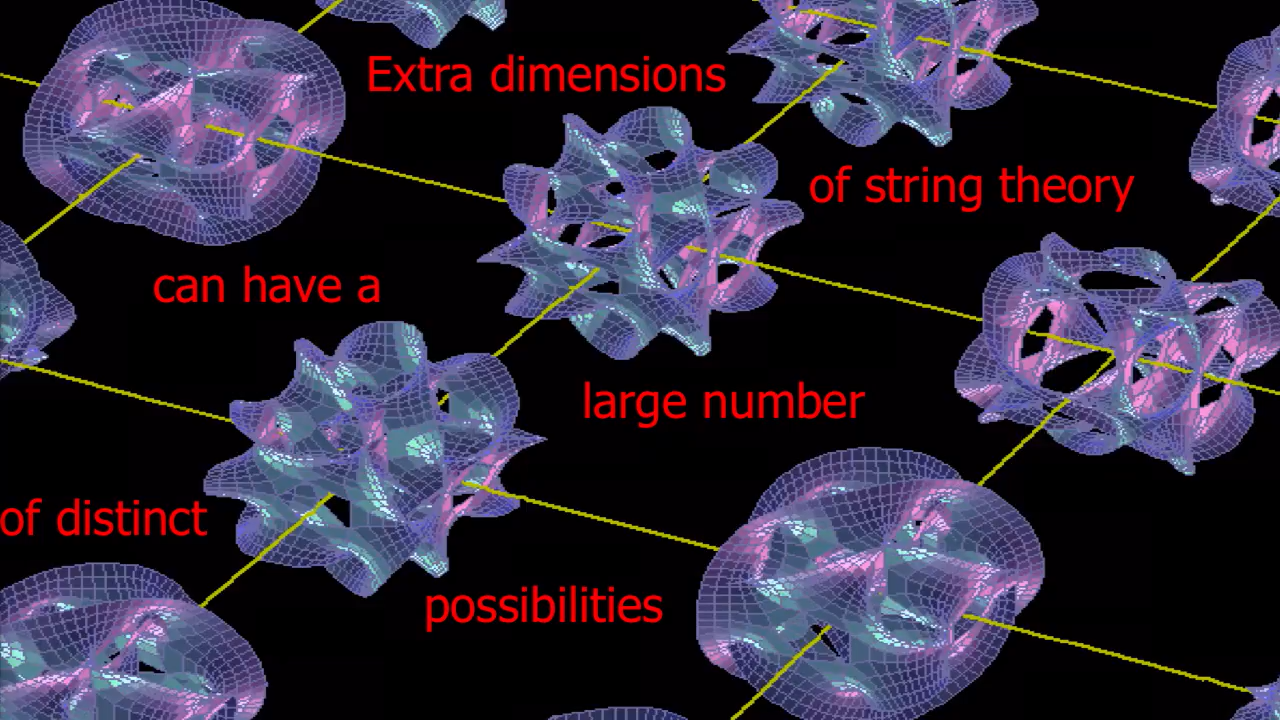 Extra dimensions
of string theory
can have a
large number
of distinct
possibilities